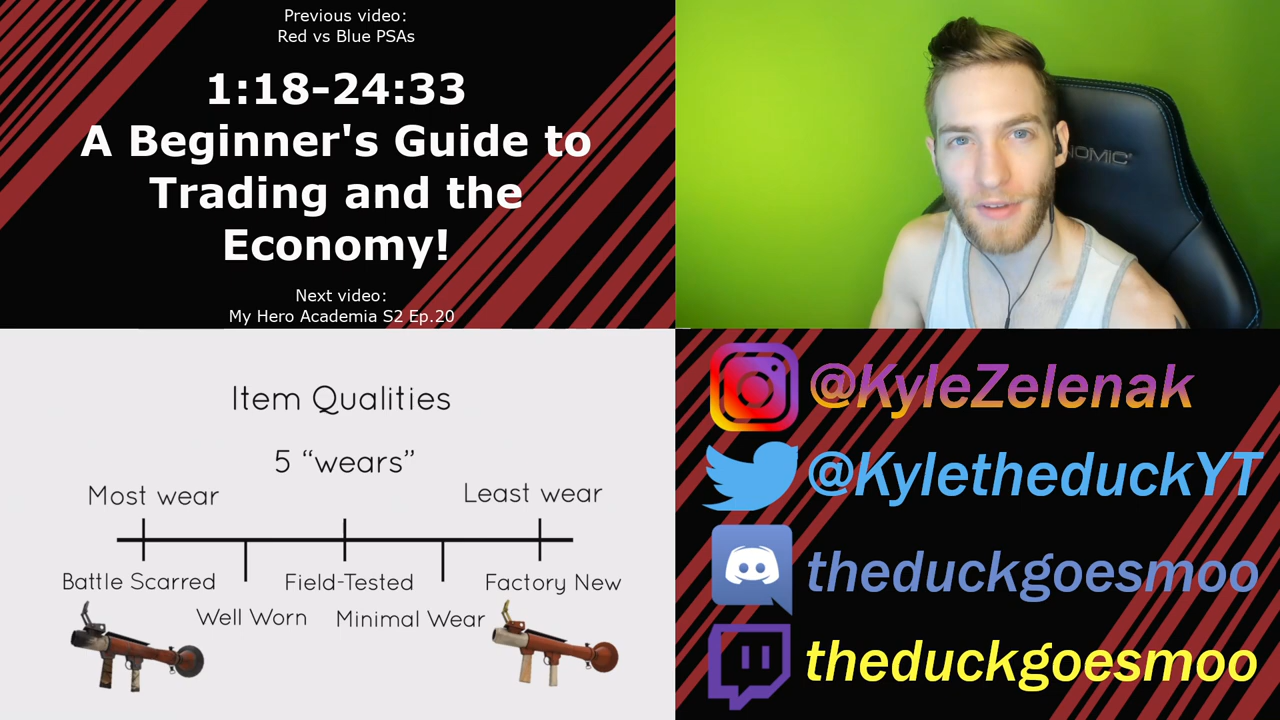 Previous video:
Red vs Blue PSAs
1:18-24:33
A Beginner's Guide to
Trading and the
Economy!
Next video:
My Hero Academia S2 Ep.20
Item Qualities
5 “wears”
Most wear
Least wear
Battle Scarred
Field-Tested
Factory New
Well Worn
Minimal Wear
@KyleZelenak
@KyletheduckYT
theduckgoesmoo
theduckgoesmoo